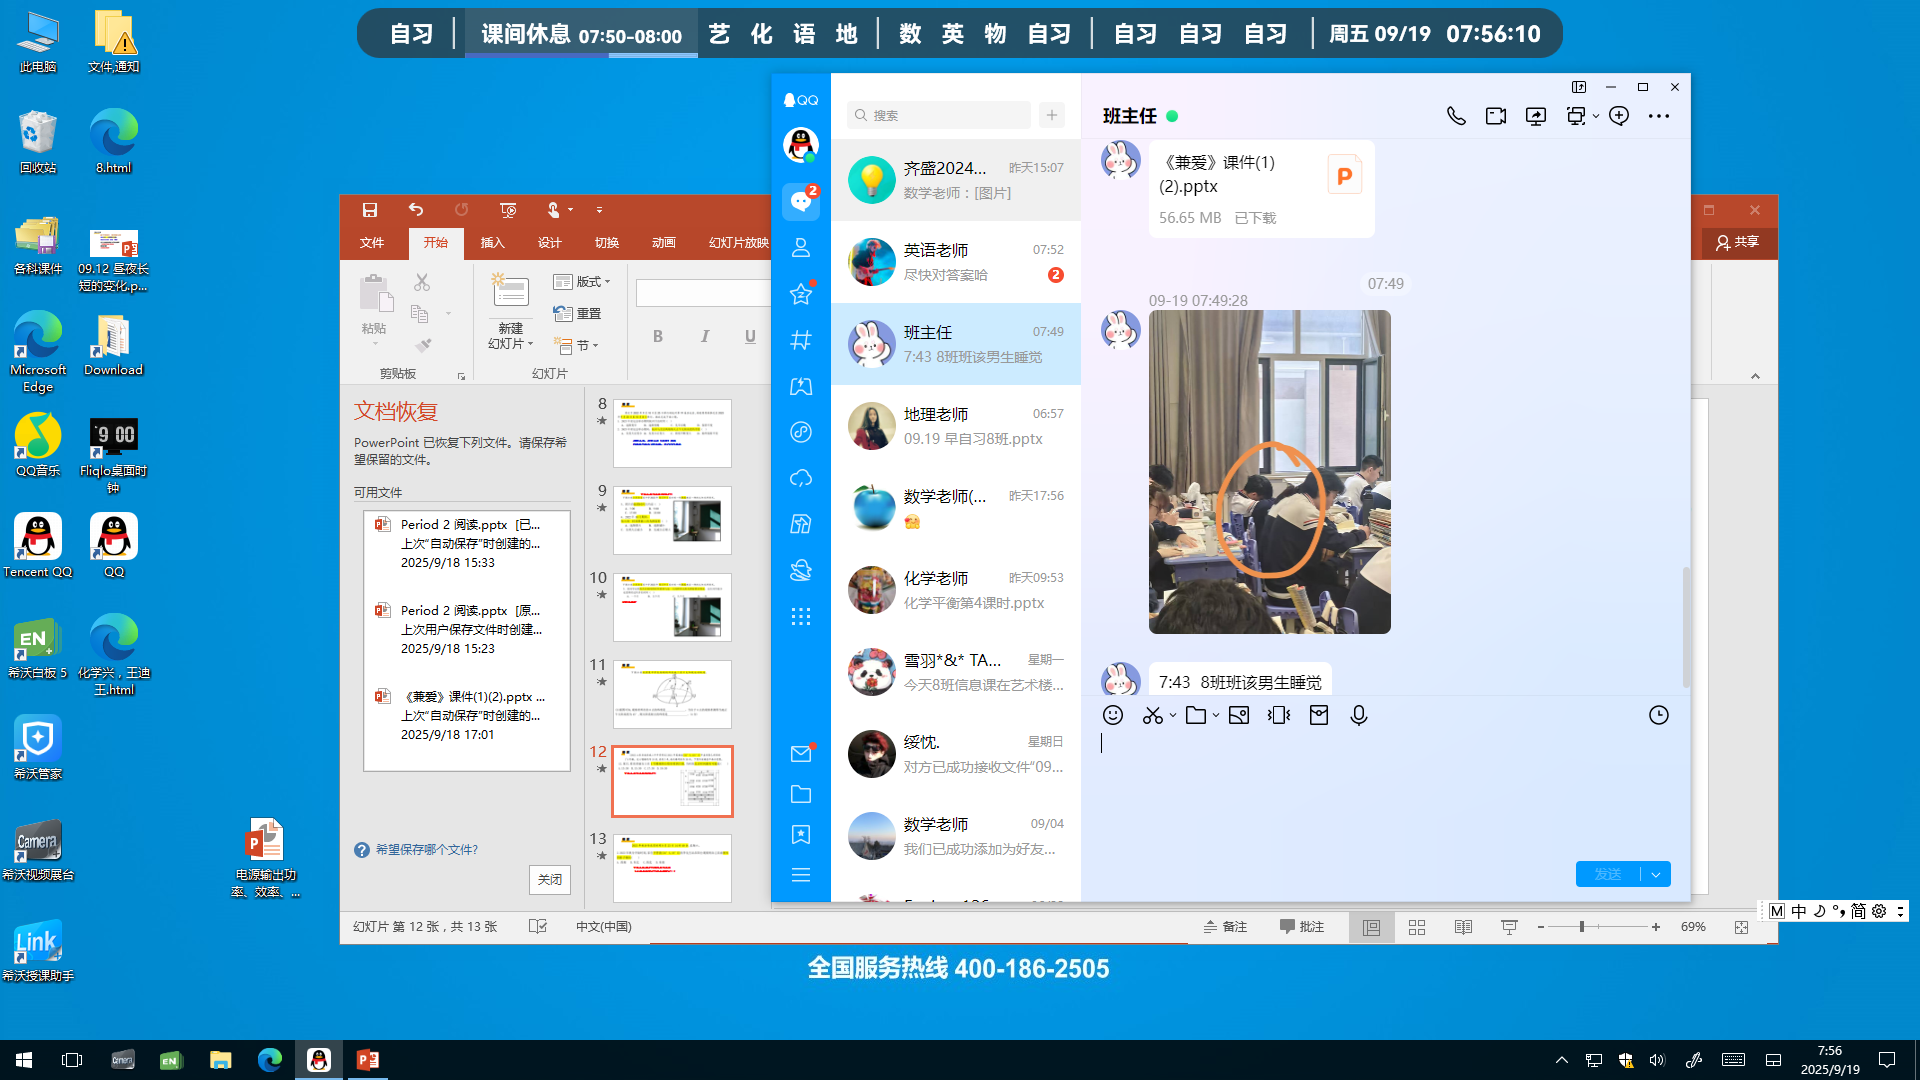 自习 | 课间休息 07:50-08:00 艺 化 语 地 | 数 英 物 自习 | 自习 自习 自习 | 周五 09/19 07:56:10
此电脑
文件,通知
回收站
8.html
各科课件
09.12 昼夜长
短的变化.p...
Microsoft
Edge
Download
QQ音乐
Fliqlo桌面时
钟
Tencent QQ
QQ
希沃白板 5
化学兴，王迪
王.html
希沃管家
希沃视频展台
电源输出功
率、效率、...
希沃授课助手
文件
开始
插入
设计
切换
动画
幻灯片放映
共享
粘贴
剪贴板
新建
幻灯片
版式
重置
节
幻灯片
B I U
文档恢复
PowerPoint 已恢复下列文件。请保存希
望保留的文件。
可用文件
Period 2 阅读.pptx [已...
上次“自动保存”时创建的...
2025/9/18 15:33
Period 2 阅读.pptx [原...
上次用户保存文件时创建...
2025/9/18 15:23
《兼爱》课件(1)(2).pptx ...
上次“自动保存”时创建的...
2025/9/18 17:01
希望保存哪个文件?
关闭
8
9
10
11
12
13
幻灯片 第 12 张，共 13 张
中文(中国)
备注
批注
69%
QQ
2
搜索
齐盛2024...
昨天15:07
数学老师：[图片]
英语老师
07:52
尽快对答案哈
2
班主任
07:49
7:43 8班班该男生睡觉
地理老师
06:57
09.19 早自习8班.pptx
数学老师(...
昨天17:56
化学老师
昨天09:53
化学平衡第4课时.pptx
雪羽*&* TA...
星期一
今天8班信息课在艺术楼...
绥忱.
星期日
对方已成功接收文件“09...
数学老师
09/04
我们已成功添加为好友...
班主任
《兼爱》课件(1)
(2).pptx
56.65 MB 已下载
07:49
09-19 07:49:28
7:43 8班班该男生睡觉
发送
M 中 简
全国服务热线 400-186-2505
7:56
2025/9/19